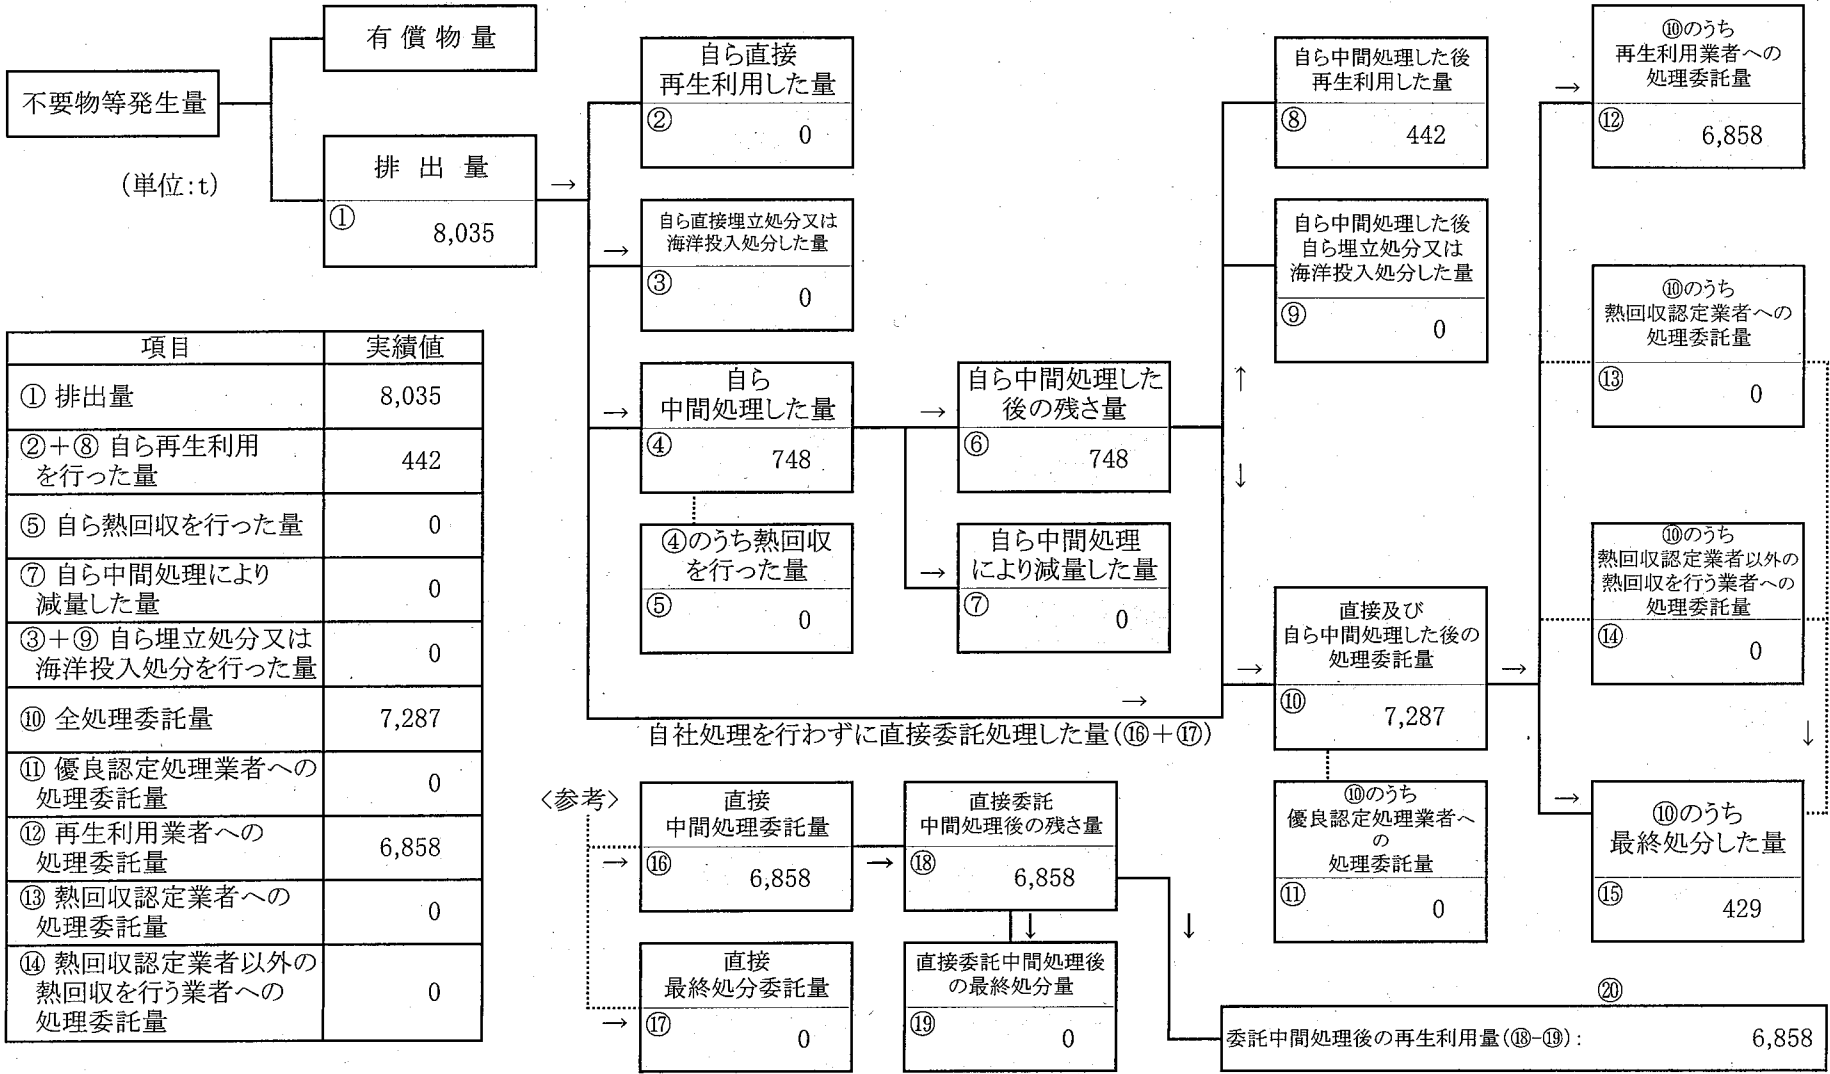 不要物等発生量
(単位:t)
有償物量
排出量
①
8,035
→
自ら直接
再生利用した量
②
0
→
自ら直接埋立処分又は
海洋投入処分した量
③
0
→
自ら
中間処理した量
④
748
④のうち熱回収
を行った量
⑤
0
→
自ら中間処理した
後の残さ量
⑥
748
→
自ら中間処理
により減量した量
⑦
0
→
自社処理を行わずに直接委託処理した量(⑯+⑰)
↑
↓
自ら中間処理した後
再生利用した量
⑧
442
自ら中間処理した後
自ら埋立処分又は
海洋投入処分した量
⑨
0
→
直接及び
自ら中間処理した後の
処理委託量
⑩
7,287
⑩のうち
優良認定処理業者へ
の
処理委託量
⑪
0
→
→
⑩のうち
再生利用業者への
処理委託量
⑫
6,858
⑩のうち
熱回収認定業者への
処理委託量
⑬
0
⑩のうち
熱回収認定業者以外の
熱回収を行う業者への
処理委託量
⑭
0
↓
→
⑩のうち
最終処分した量
⑮
429
項目 実績値
① 排出量 8,035
②+⑧ 自ら再生利用
を行った量 442
⑤ 自ら熱回収を行った量 0
⑦ 自ら中間処理により
減量した量 0
③+⑨ 自ら埋立処分又は
海洋投入処分を行った量 0
⑩ 全処理委託量 7,287
⑪ 優良認定処理業者への
処理委託量 0
⑫ 再生利用業者への
処理委託量 6,858
⑬ 熱回収認定業者への
処理委託量 0
⑭ 熱回収認定業者以外の
熱回収を行う業者への
処理委託量 0
〈参考〉
→
直接
中間処理委託量
⑯
6,858
→
直接
最終処分委託量
⑰
0
→
直接委託
中間処理後の残さ量
⑱
6,858
↓
直接委託中間処理後
の最終処分量
⑲
0
↓
⑳
委託中間処理後の再生利用量(⑱-⑲): 6,858